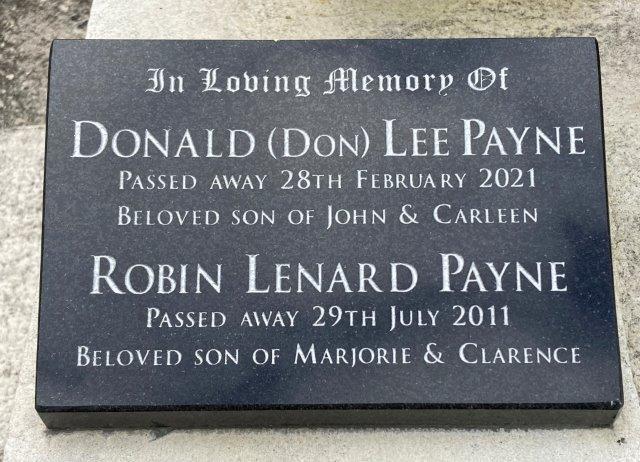 In Loving Memory Of
Donald (Don) Lee Payne
Passed away 28th February 2021
Beloved son of John & Carleen
Robin Lenard Payne
Passed away 29th July 2011
Beloved son of Marjorie & Clarence